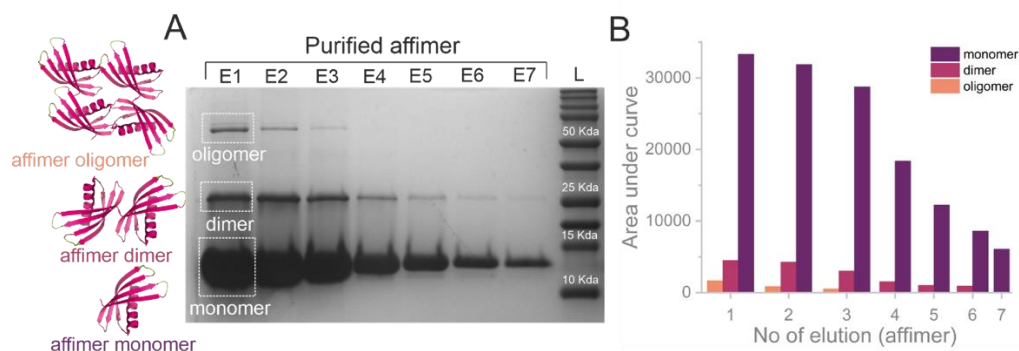 A
Purified affimer
E1 E2 E3 E4 E5 E6 E7 L
oligomer
dimer
monomer
50 Kda
25 Kda
15 Kda
10 Kda
affimer oligomer
affimer dimer
affimer monomer
B
monomer
dimer
oligomer
Area under curve
30000
20000
10000
0
1 2 3 4 5 6 7
No of elution (affimer)